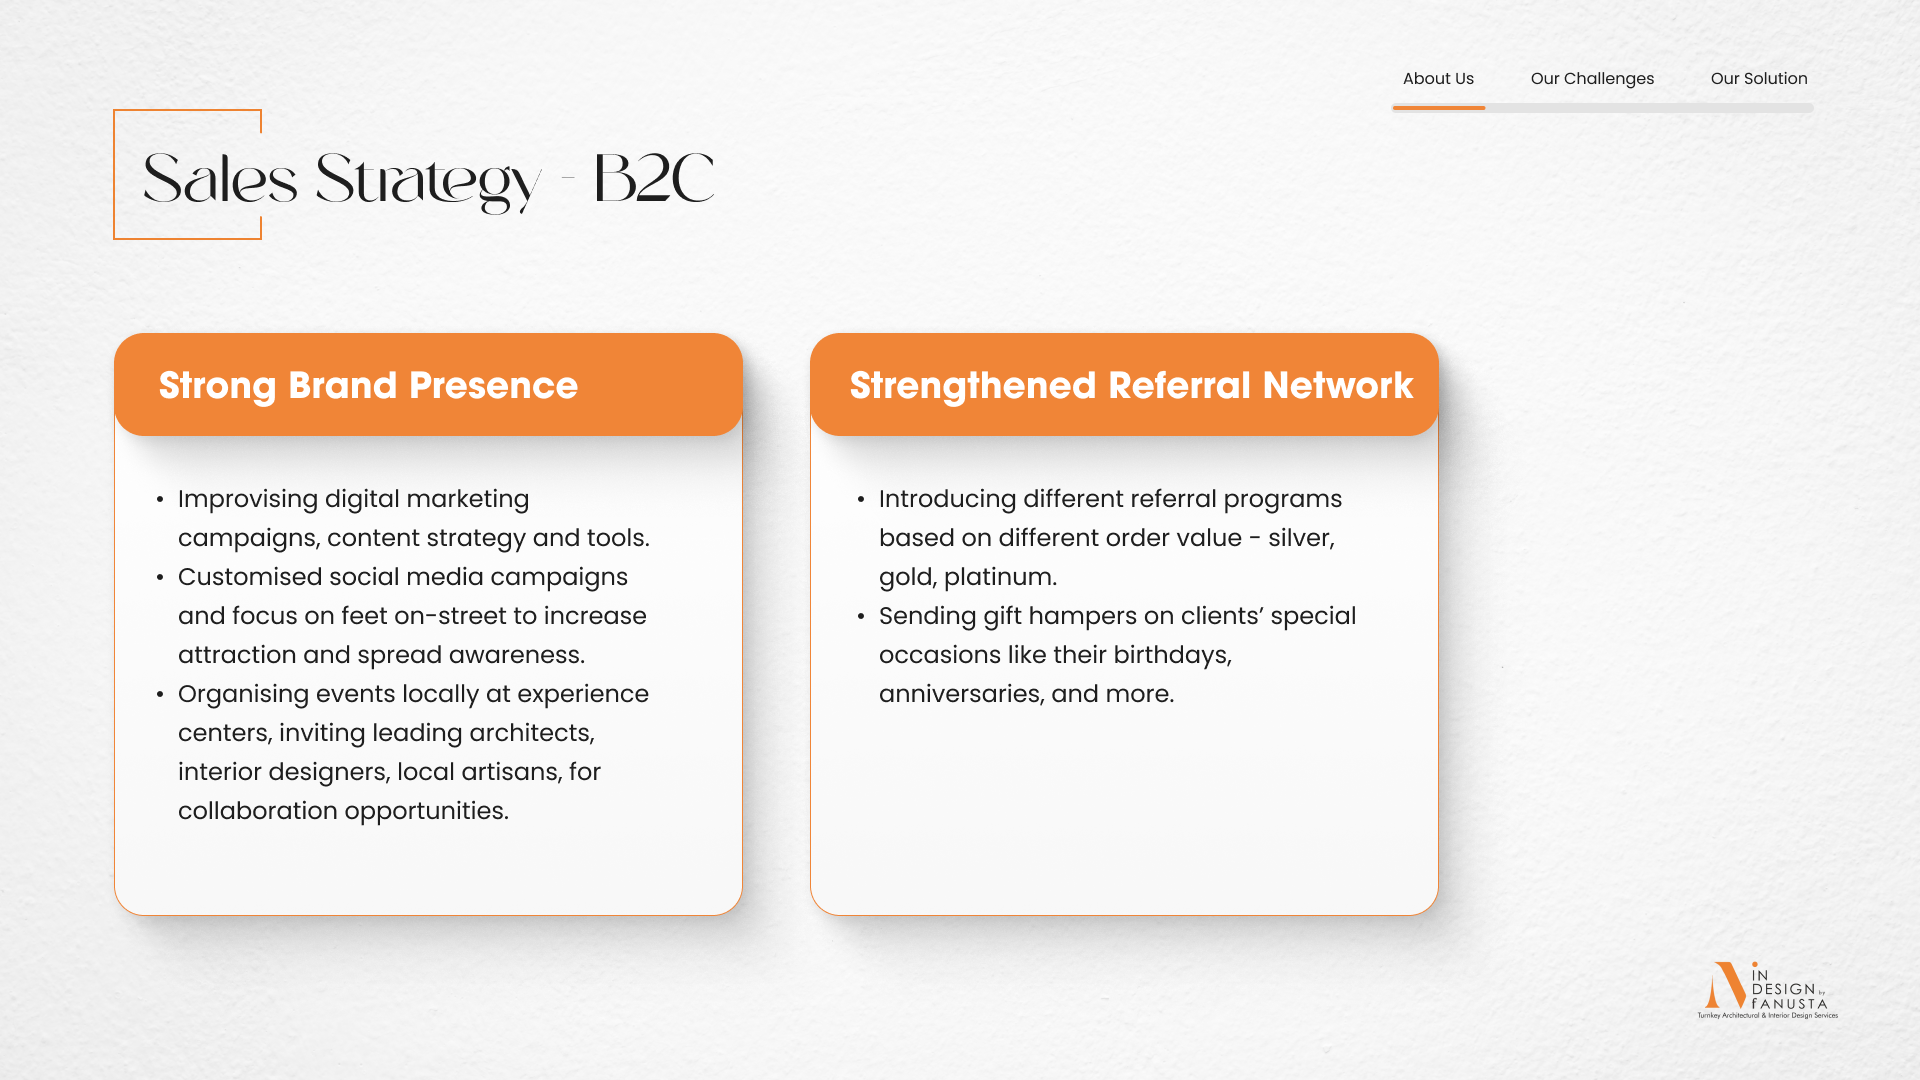 About Us
Our Challenges
Our Solution
Sales Strategy - B2C
Strong Brand Presence
• Improvising digital marketing
campaigns, content strategy and tools.
• Customised social media campaigns
and focus on feet on-street to increase
attraction and spread awareness.
• Organising events locally at experience
centers, inviting leading architects,
interior designers, local artisans, for
collaboration opportunities.
Strengthened Referral Network
• Introducing different referral programs
based on different order value - silver,
gold, platinum.
• Sending gift hampers on clients’ special
occasions like their birthdays,
anniversaries, and more.
IN
DESIGN by
fANUSTA
Turnkey Architectural & Interior Design Services